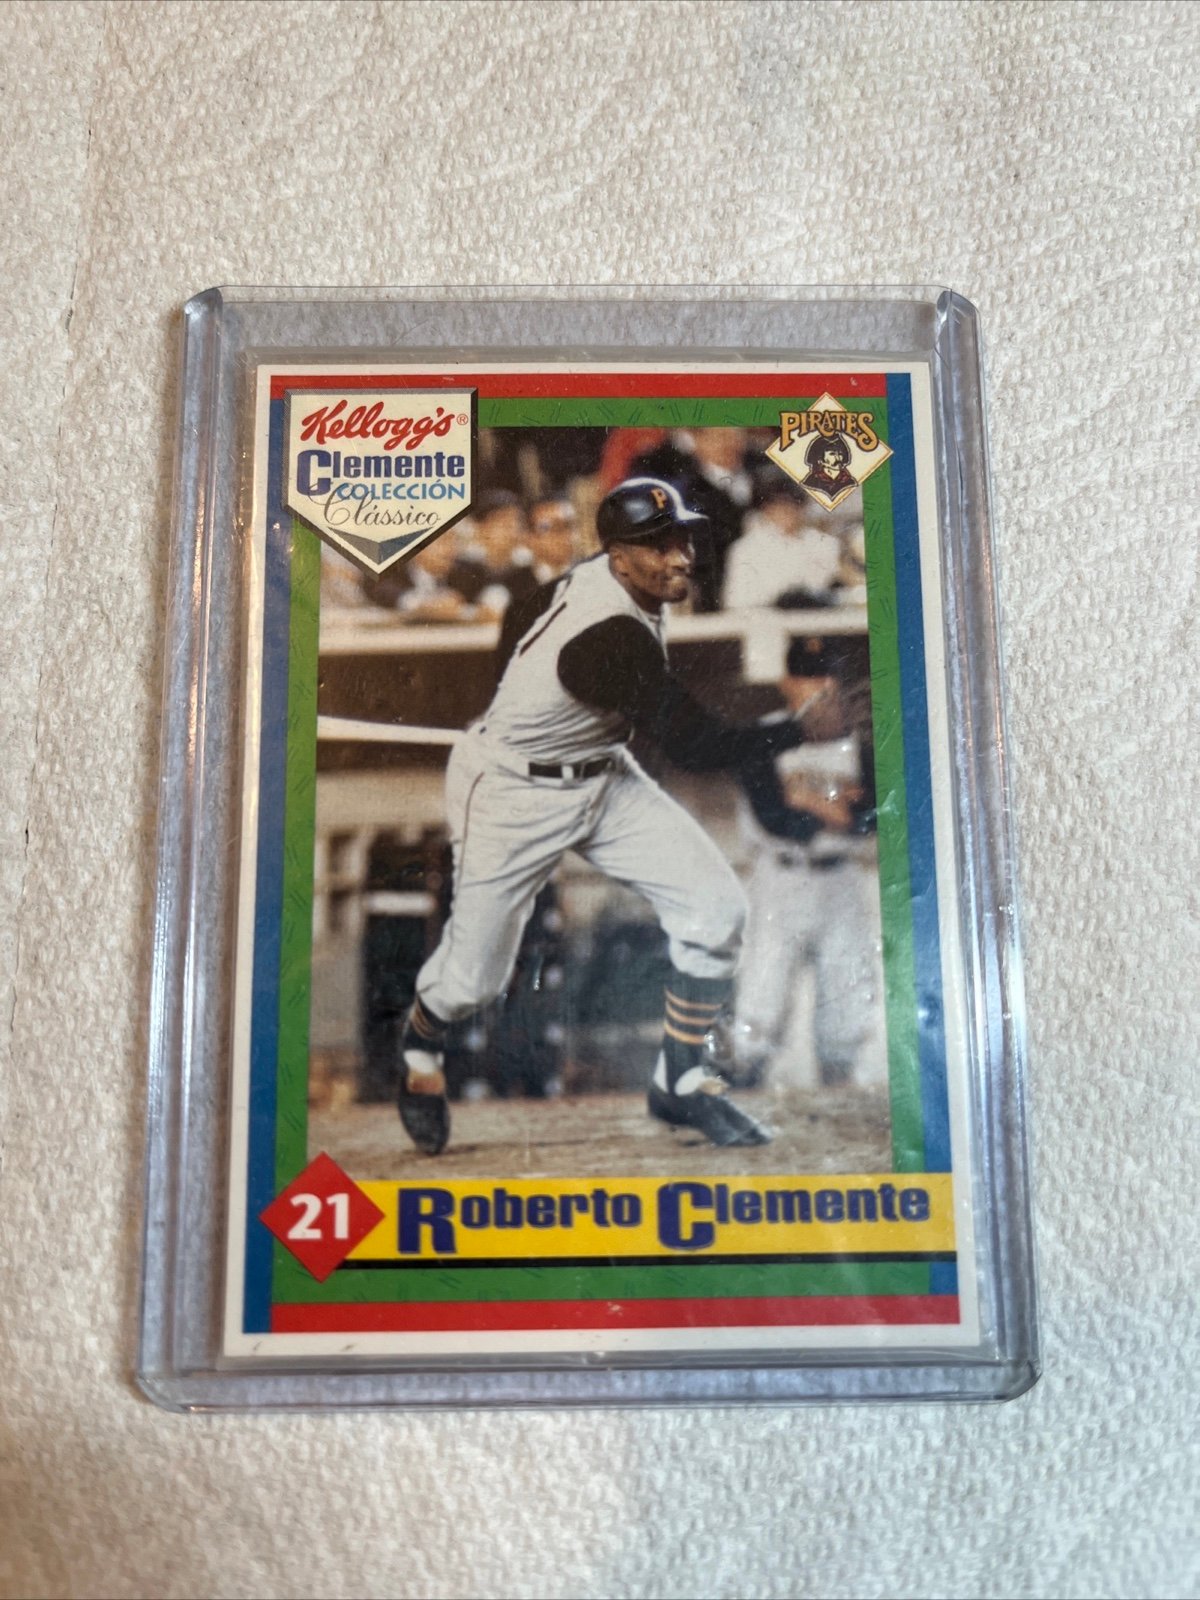 Kellogg's®
Clemente
COLECCIÓN
Clássico
PIRATES
P
21 Roberto Clemente